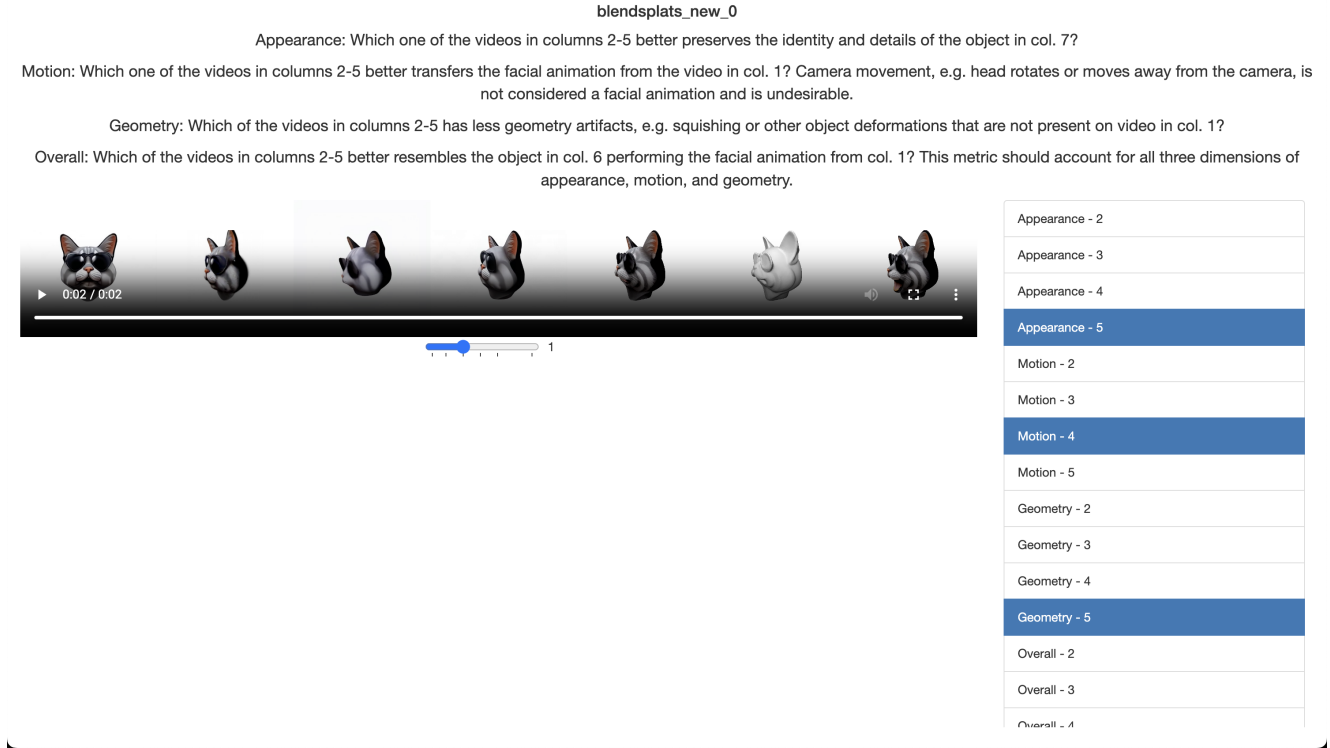 blendsplats_new_0
Appearance: Which one of the videos in columns 2-5 better preserves the identity and details of the object in col. 7?
Motion: Which one of the videos in columns 2-5 better transfers the facial animation from the video in col. 1? Camera movement, e.g. head rotates or moves away from the camera, is
not considered a facial animation and is undesirable.
Geometry: Which of the videos in columns 2-5 has less geometry artifacts, e.g. squishing or other object deformations that are not present on video in col. 1?
Overall: Which of the videos in columns 2-5 better resembles the object in col. 6 performing the facial animation from col. 1? This metric should account for all three dimensions of
appearance, motion, and geometry.
0:02 / 0:02
1
Appearance - 2
Appearance - 3
Appearance - 4
Appearance - 5
Motion - 2
Motion - 3
Motion - 4
Motion - 5
Geometry - 2
Geometry - 3
Geometry - 4
Geometry - 5
Overall - 2
Overall - 3
Overall - 4